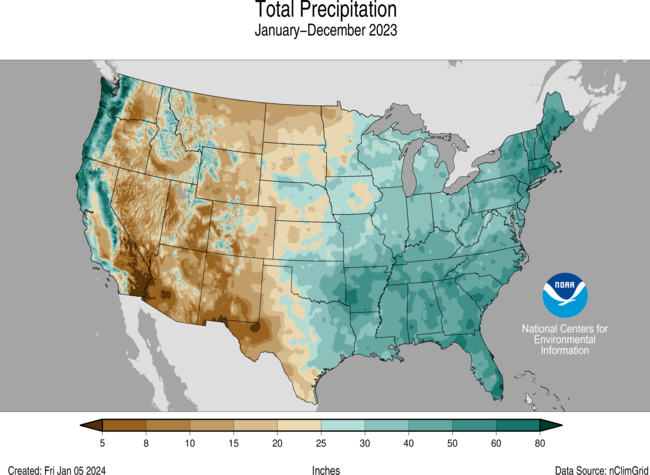 Total Precipitation
January–December 2023
NOAA
National Centers for
Environmental
Information
5 8 10 15 20 25 30 40 50 60 80
Created: Fri Jan 05 2024 Inches Data Source: nClimGrid